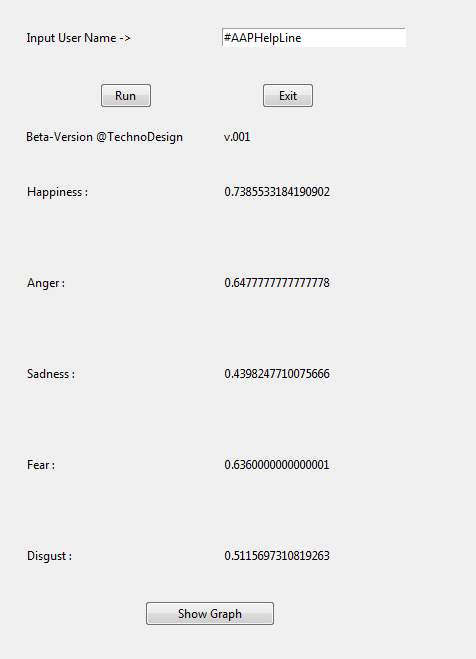 Input User Name -> #AAPHelpLine
Run Exit
Beta-Version @TechnoDesign v.001
Happiness : 0.7385533184190902
Anger : 0.6477777777777778
Sadness : 0.4398247710075666
Fear : 0.6360000000000001
Disgust : 0.5115697310819263
Show Graph